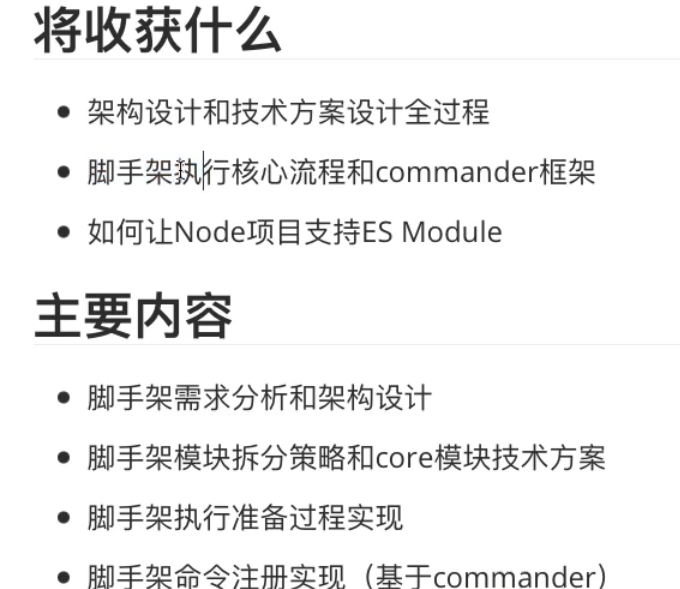 将收获什么
架构设计和技术方案设计全过程
脚手架执行核心流程和commander框架
如何让Node项目支持ES Module
主要内容
脚手架需求分析和架构设计
脚手架模块拆分策略和core模块技术方案
脚手架执行准备过程实现
脚手架命令注册实现（基于commander）